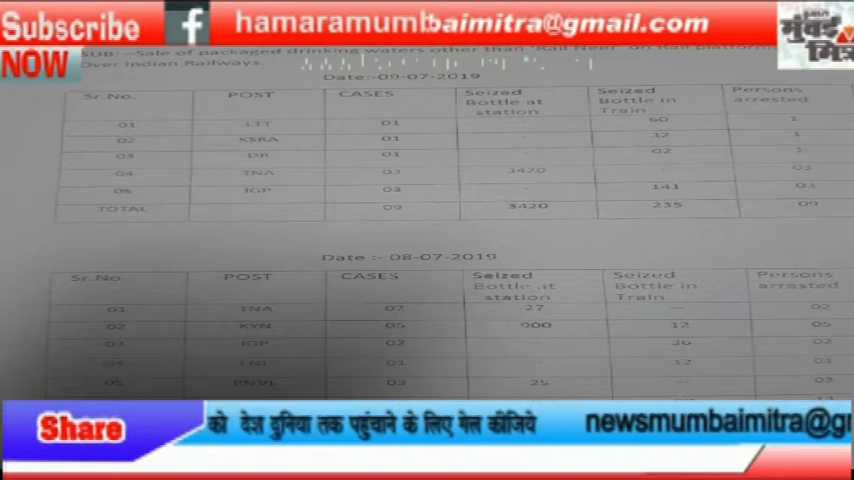 Subscribe
NOW
f
hamaramumbaimitra@gmail.com
मुंबई
मित्र
SUB: -Sale of packaged drinking waters other than 'Rail Neer' On Rail platform
Over Indian Railways.
Date:-09-07-2019
Sr.No. POST CASES Seized Bottle at station Seized Bottle in Train Persons arrested
01 LTT 01 - 60 1
02 KSRA 01 - 32 1
03 DR 01 - 02 1
04 TNA 03 3420 - 03
05 IGP 03 - 141 03
TOTAL 09 3420 235 09
Date :- 08-07-2019
Sr.No. POST CASES Seized Bottle at station Seized Bottle in Train Persons arrested
01 TNA 02 27 -- 02
02 KYN 05 900 12 05
03 IGP 02 36 02
04 01 -- 12 01
05 PNVL 03 25 -- 03
Share
को देश दुनिया तक पहुंचाने के लिए मेल कीजिये
newsmumbaimitra@gm